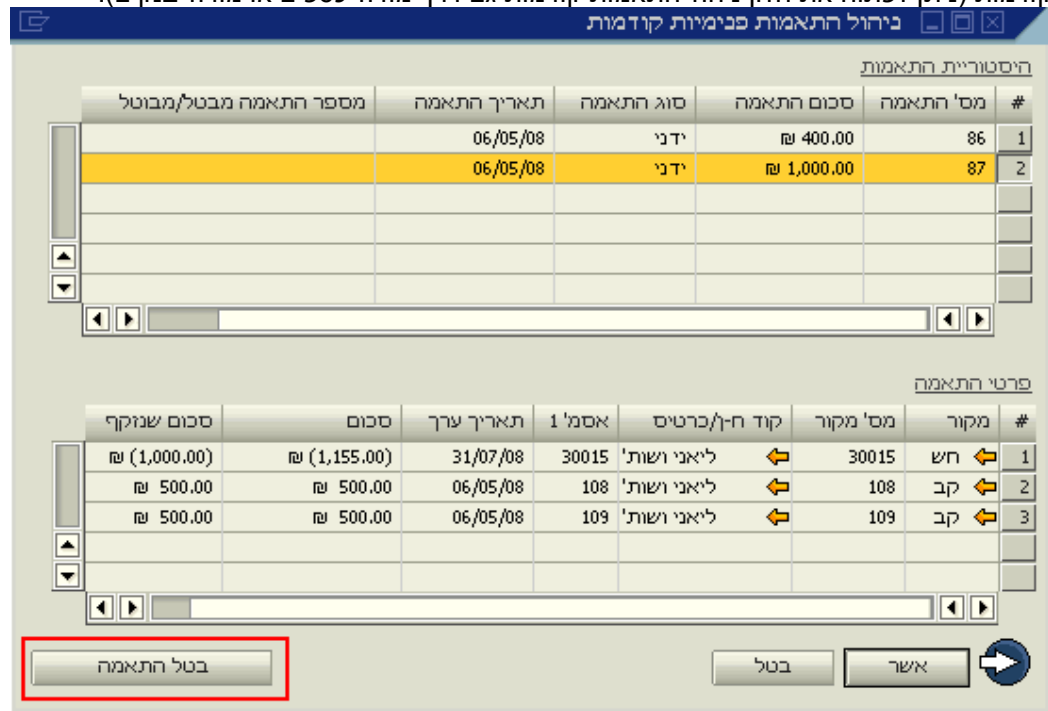 ניהול התאמות פנימיות קודמות
היסטוריית התאמות
# מס' התאמה סכום התאמה סוג התאמה תאריך התאמה מספר התאמה מבטל/מבוטל
1 86 400.00 ₪ ידני 06/05/08
2 87 1,000.00 ₪ ידני 06/05/08
פרטי התאמה
# מקור מס' מקור קוד ח-ן/כרטיס אסמ' 1 תאריך ערך סכום סכום שנזקף
1 חש 30015 ליאני ושות' 30015 31/07/08 (1,155.00) ₪ (1,000.00) ₪
2 קב 108 ליאני ושות' 108 06/05/08 500.00 ₪ 500.00 ₪
3 קב 109 ליאני ושות' 109 06/05/08 500.00 ₪ 500.00 ₪
אשר בטל בטל התאמה